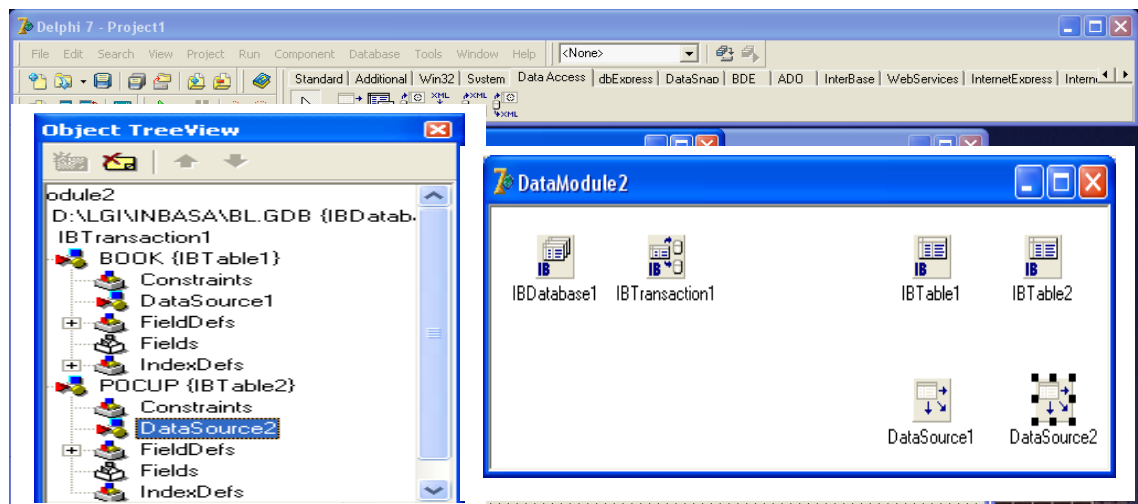 Delphi 7 - Project1
File Edit Search View Project Run Component Database Tools Window Help <None>
Standard Additional Win32 System Data Access dbExpress DataSnap BDE ADO InterBase WebServices InternetExpress Intern
Object TreeView
odule2
D:\LGI\INBASA\BL.GDB {IBDatab
IBTransaction1
BOOK {IBTable1}
Constraints
DataSource1
FieldDefs
Fields
IndexDefs
POCUP {IBTable2}
Constraints
DataSource2
FieldDefs
Fields
IndexDefs
DataModule2
IBDatabase1 IBTransaction1 IBTable1 IBTable2
DataSource1 DataSource2